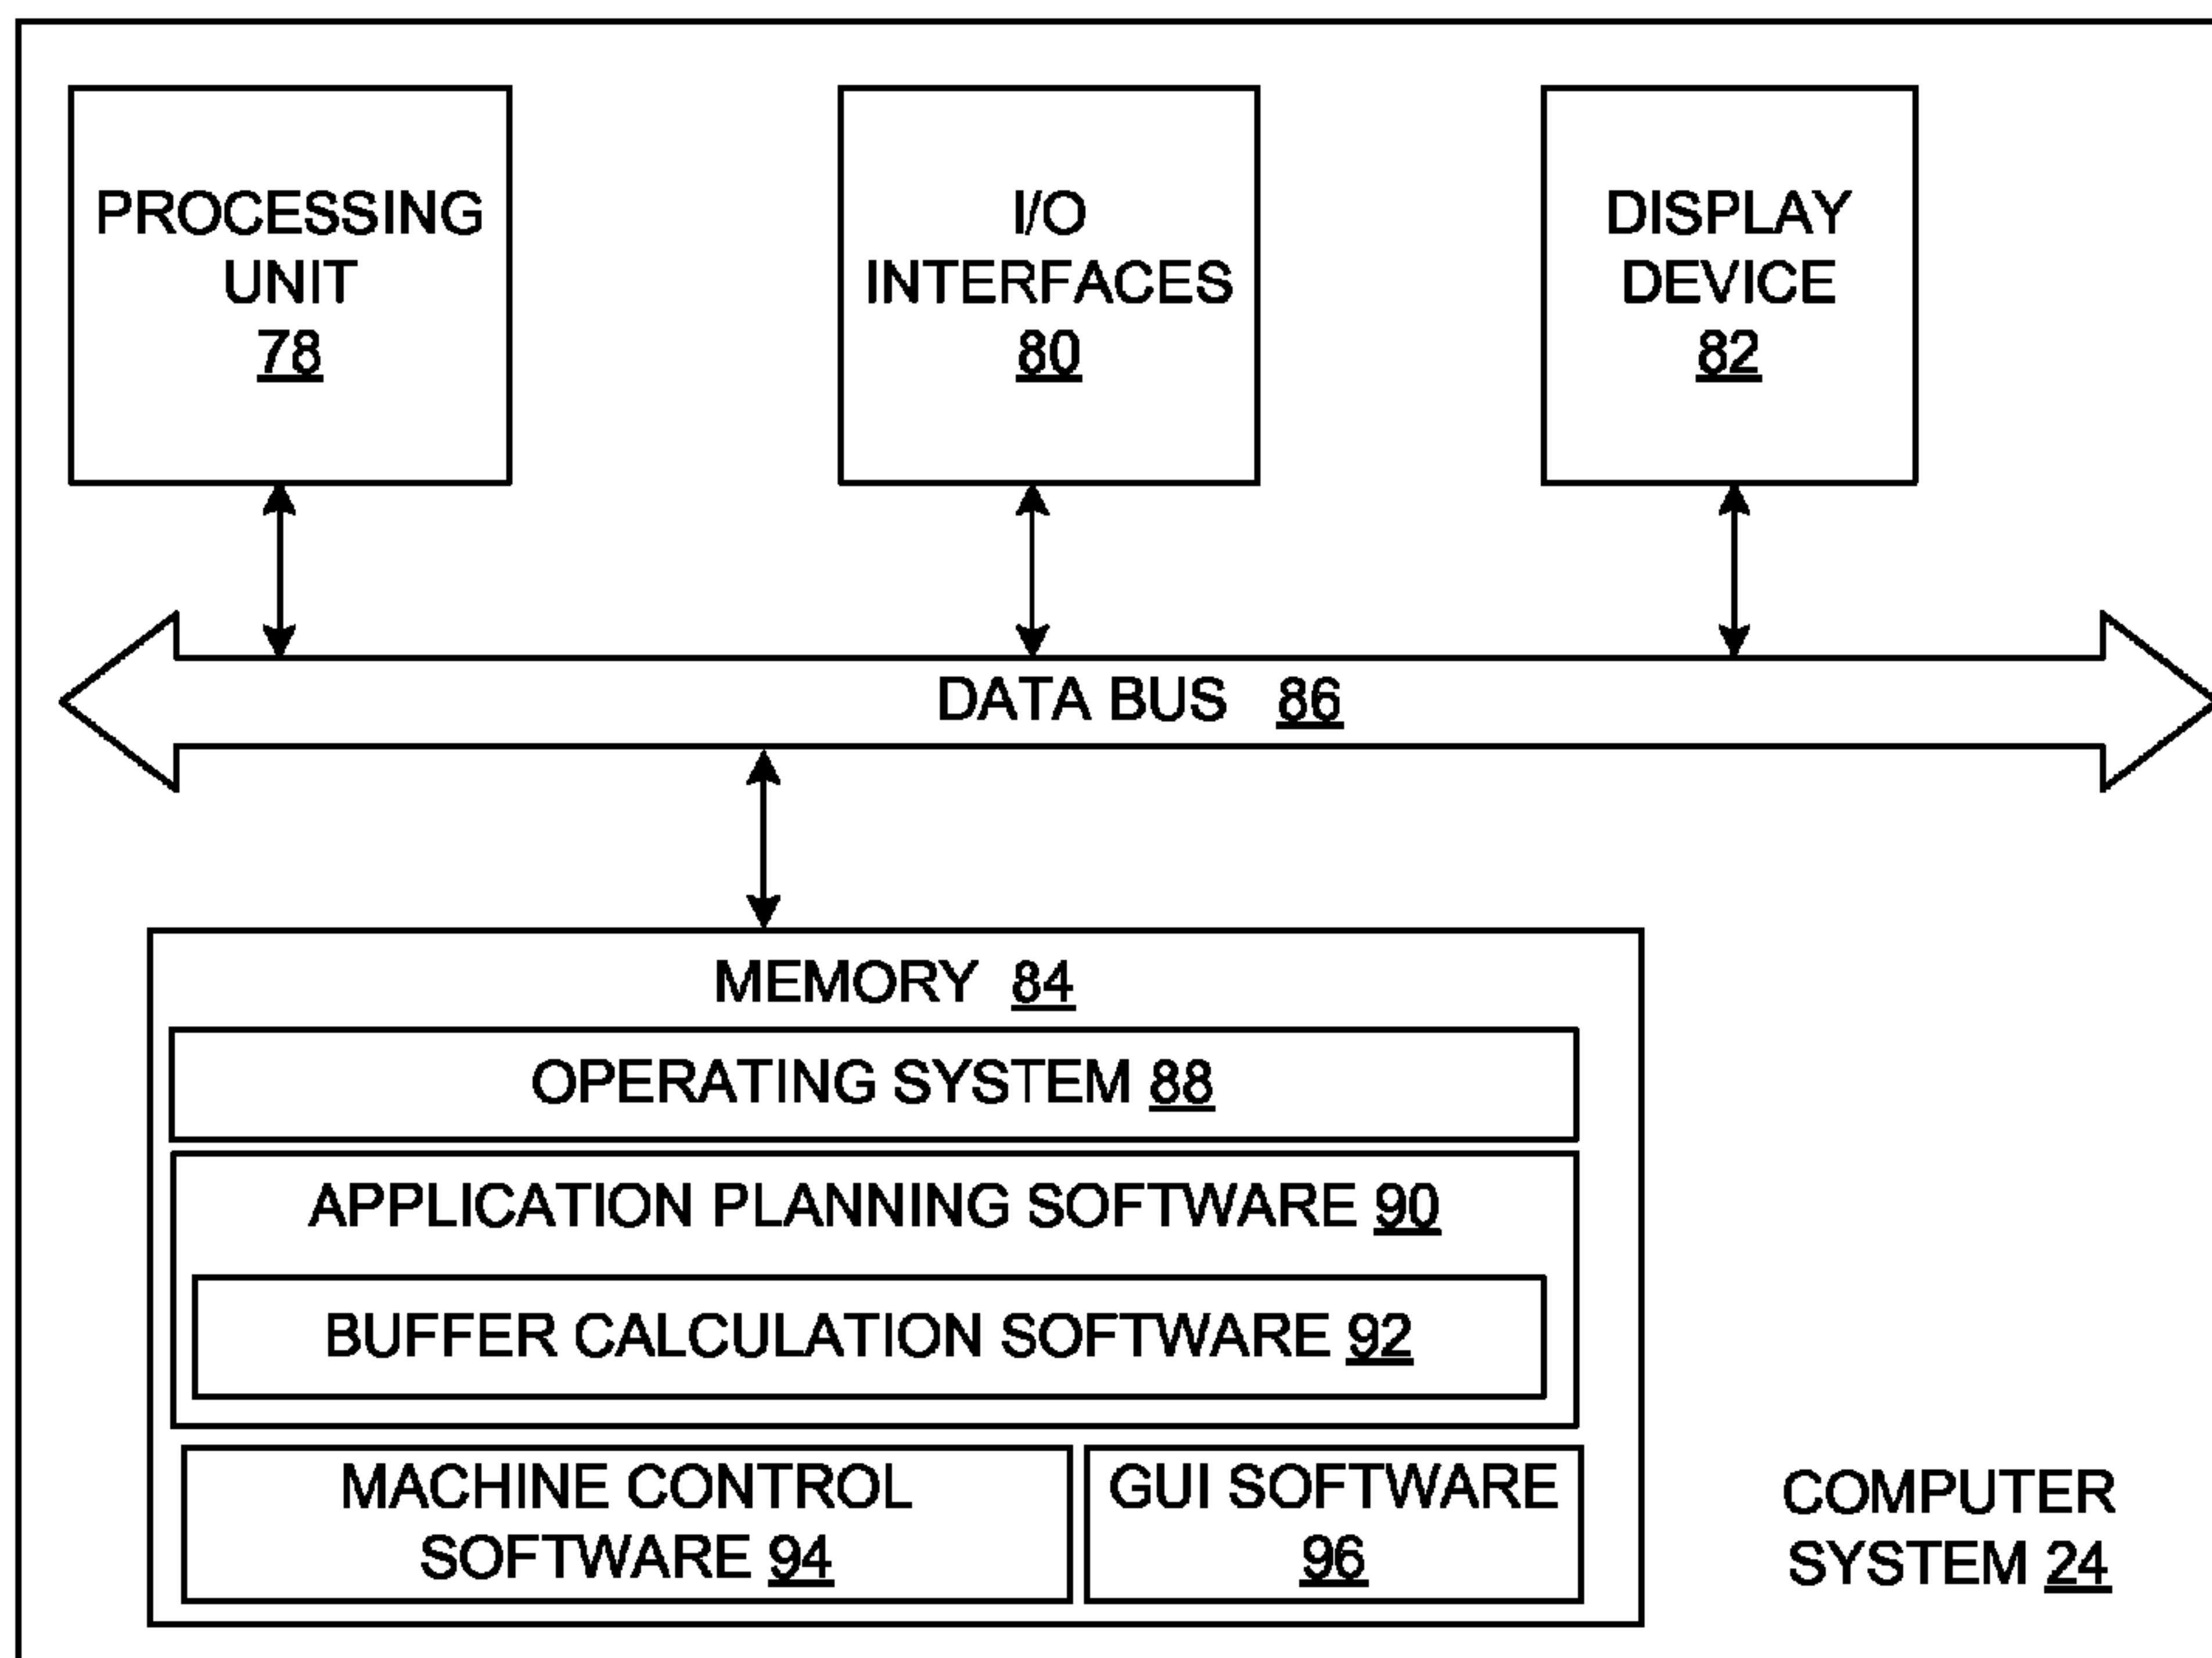 PROCESSING
UNIT
78
I/O
INTERFACES
80
DISPLAY
DEVICE
82
DATA BUS 86
MEMORY 84
OPERATING SYSTEM 88
APPLICATION PLANNING SOFTWARE 90
BUFFER CALCULATION SOFTWARE 92
MACHINE CONTROL
SOFTWARE 94
GUI SOFTWARE
96
COMPUTER
SYSTEM 24